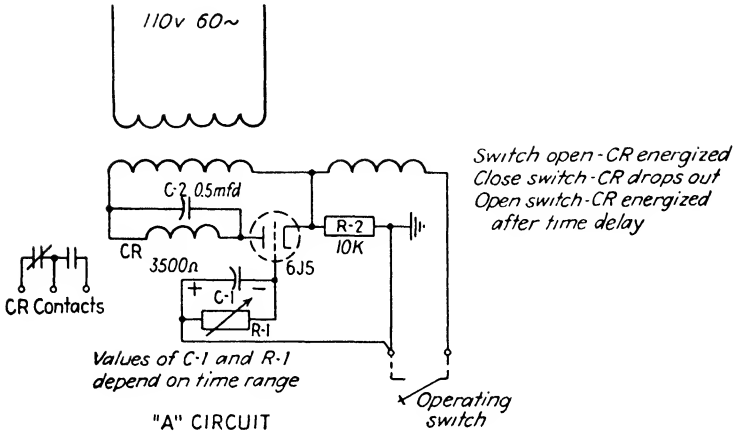 110v 60~
Switch open-CR energized
Close switch-CR drops out
Open switch-CR energized
after time delay
C-2 0.5mfd
CR
3500Ω
6J5
R-2
10K
CR Contacts
+
C-1
−
R-1
Values of C-1 and R-1
depend on time range
Operating
switch
"A" CIRCUIT